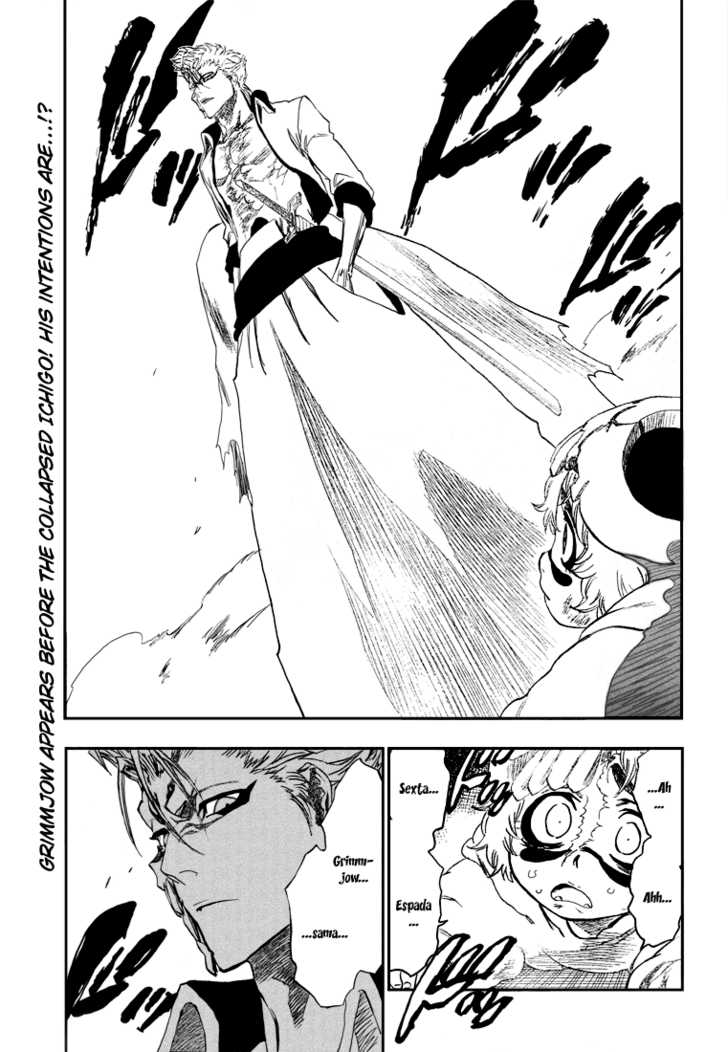 GRIMMJOW APPEARS BEFORE THE COLLAPSED ICHIGO! HIS INTENTIONS ARE...!?
...Ah
...
Ahh...
Sexta...
Espada
...
Grimm-
jow...
...sama...